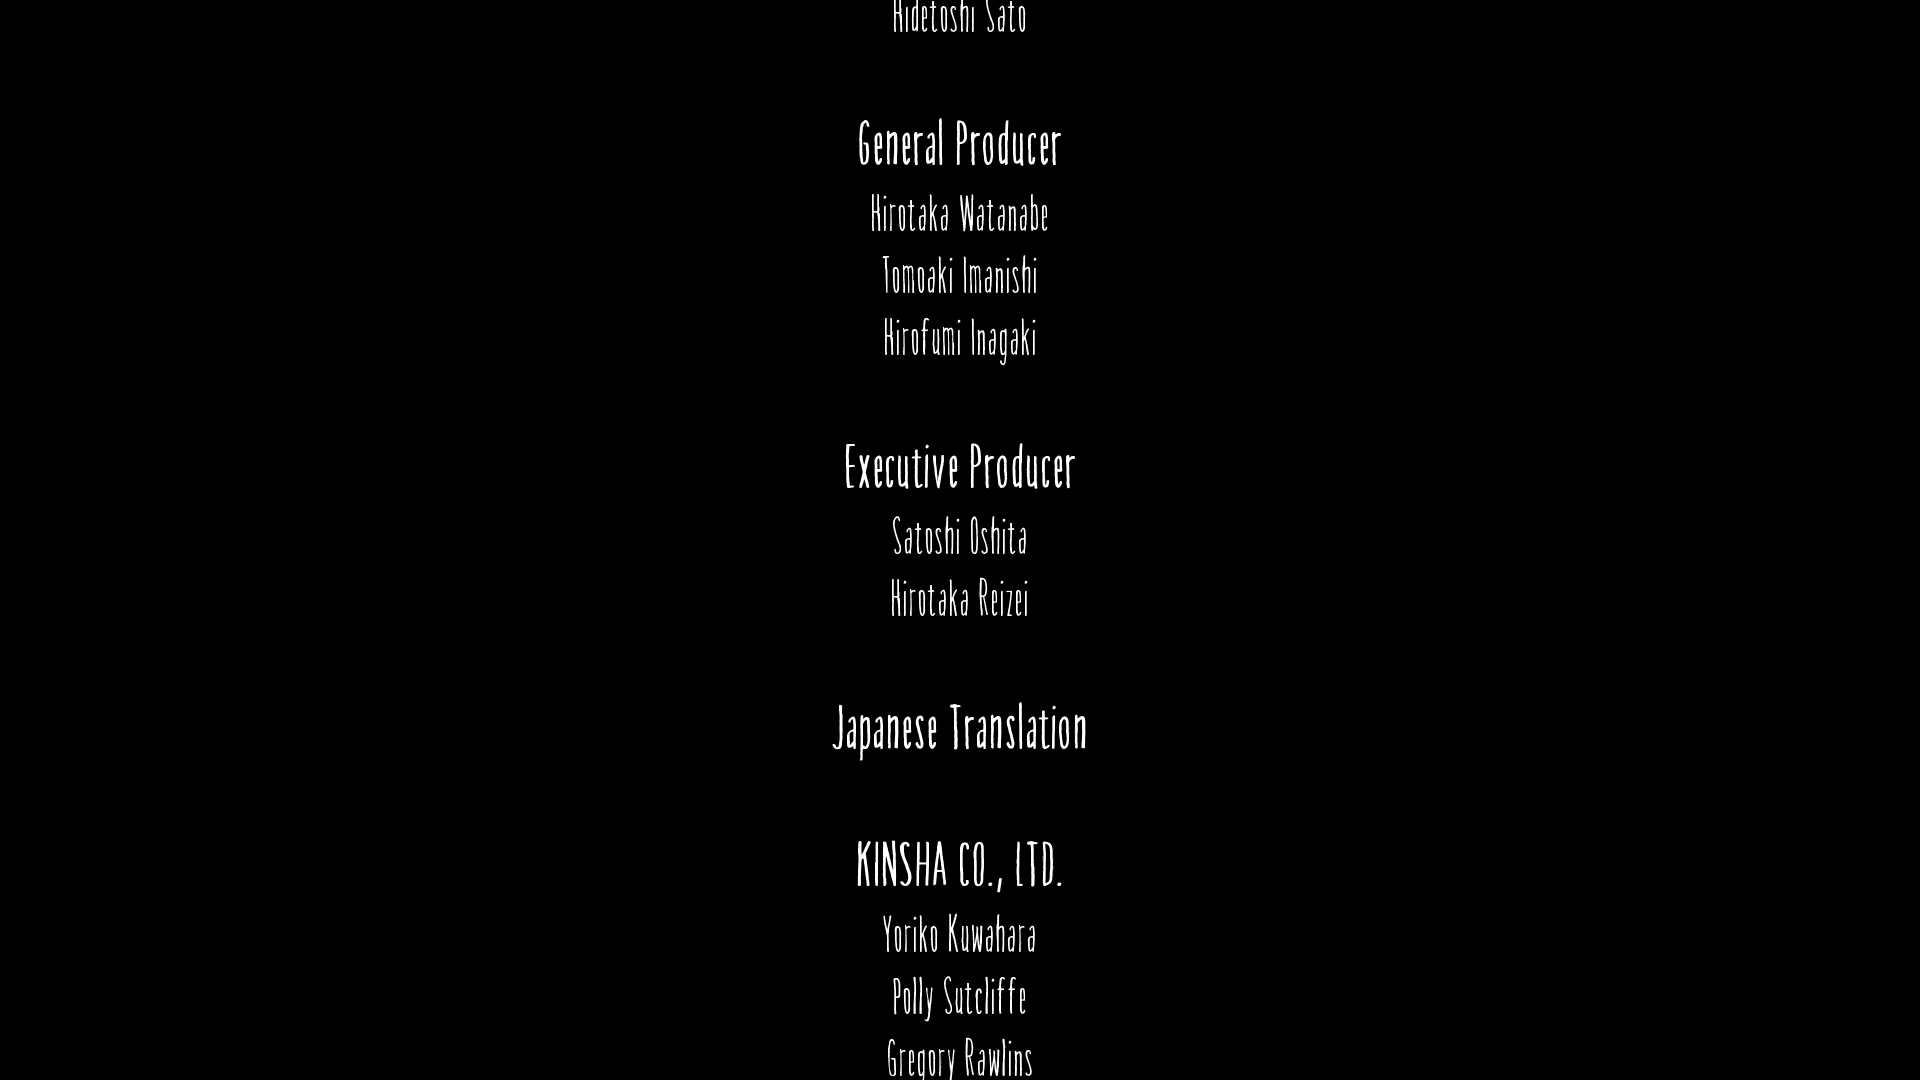 Hidetoshi Sato
General Producer
Hirotaka Watanabe
Tomoaki Imanishi
Hirofumi Inagaki
Executive Producer
Satoshi Oshita
Hirotaka Reizei
Japanese Translation
KINSHA CO., LTD.
Yoriko Kuwahara
Polly Sutcliffe
Gregory Rawlins